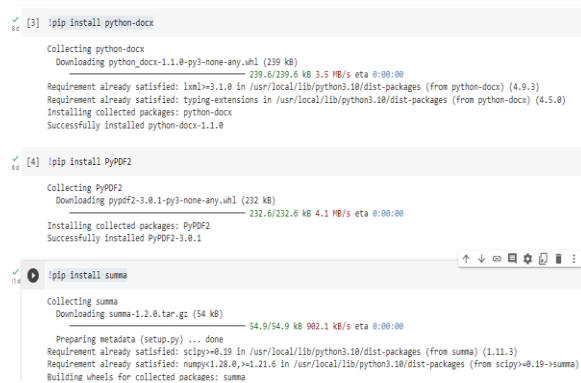 [3] !pip install python-docx
Collecting python-docx
Downloading python_docx-1.1.0-py3-none-any.whl (239 kB)
239.6/239.6 kB 3.5 MB/s eta 0:00:00
Requirement already satisfied: lxml>=3.1.0 in /usr/local/lib/python3.10/dist-packages (from python-docx) (4.9.3)
Requirement already satisfied: typing-extensions in /usr/local/lib/python3.10/dist-packages (from python-docx) (4.5.0)
Installing collected packages: python-docx
Successfully installed python-docx-1.1.0
[4] !pip install PyPDF2
Collecting PyPDF2
Downloading pypdf2-3.0.1-py3-none-any.whl (232 kB)
232.6/232.6 kB 4.1 MB/s eta 0:00:00
Installing collected packages: PyPDF2
Successfully installed PyPDF2-3.0.1
!pip install summa
Collecting summa
Downloading summa-1.2.0.tar.gz (54 kB)
54.9/54.9 kB 902.1 kB/s eta 0:00:00
Preparing metadata (setup.py) ... done
Requirement already satisfied: scipy>=0.19 in /usr/local/lib/python3.10/dist-packages (from summa) (1.11.3)
Requirement already satisfied: numpy<1.28.0,>=1.21.6 in /usr/local/lib/python3.10/dist-packages (from scipy>=0.19->summa)
Building wheels for collected packages: summa